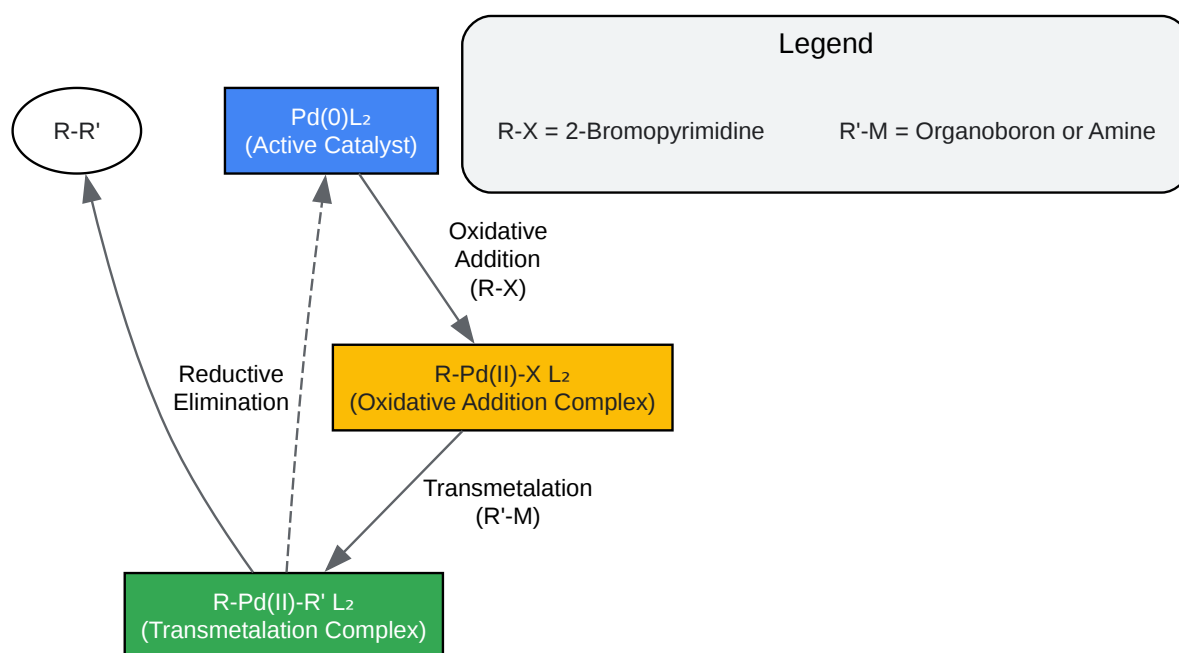 Legend
R-X = 2-Bromopyrimidine
R'-M = Organoboron or Amine
R-R'
Pd(0)L₂
(Active Catalyst)
Oxidative
Addition
(R-X)
R-Pd(II)-X L₂
(Oxidative Addition Complex)
Reductive
Elimination
Transmetalation
(R'-M)
R-Pd(II)-R' L₂
(Transmetalation Complex)